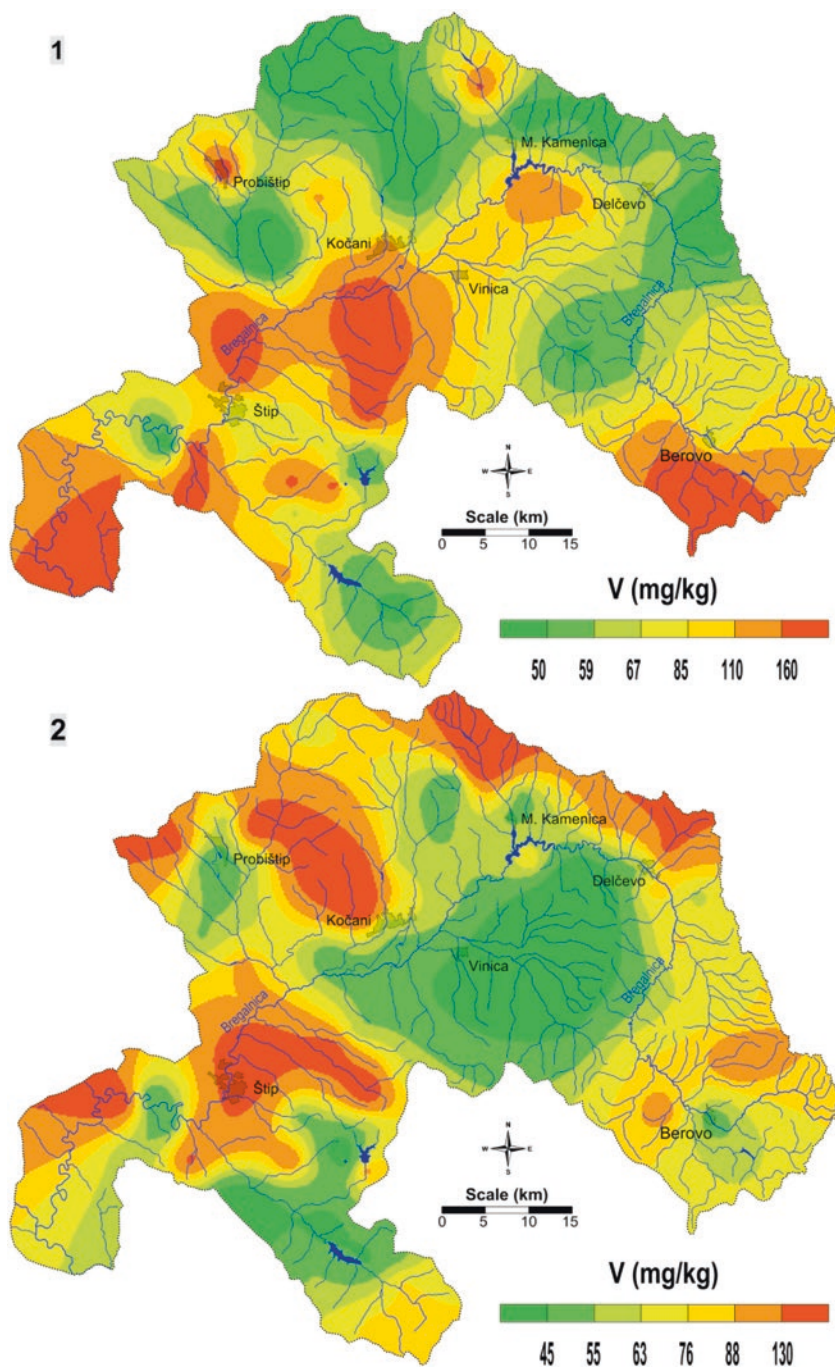 1
M. Kamenica
Probištip
Delčevo
Kočani
Vinica
Bregalnica
Bregalnica
Štip
Berovo
N
W E
S
Scale (km)
0 5 10 15
V (mg/kg)
50 59 67 85 110 160
2
M. Kamenica
Probištip
Delčevo
Kočani
Vinica
Bregalnica
Bregalnica
Štip
Berovo
N
W E
S
Scale (km)
0 5 10 15
V (mg/kg)
45 55 63 76 88 130